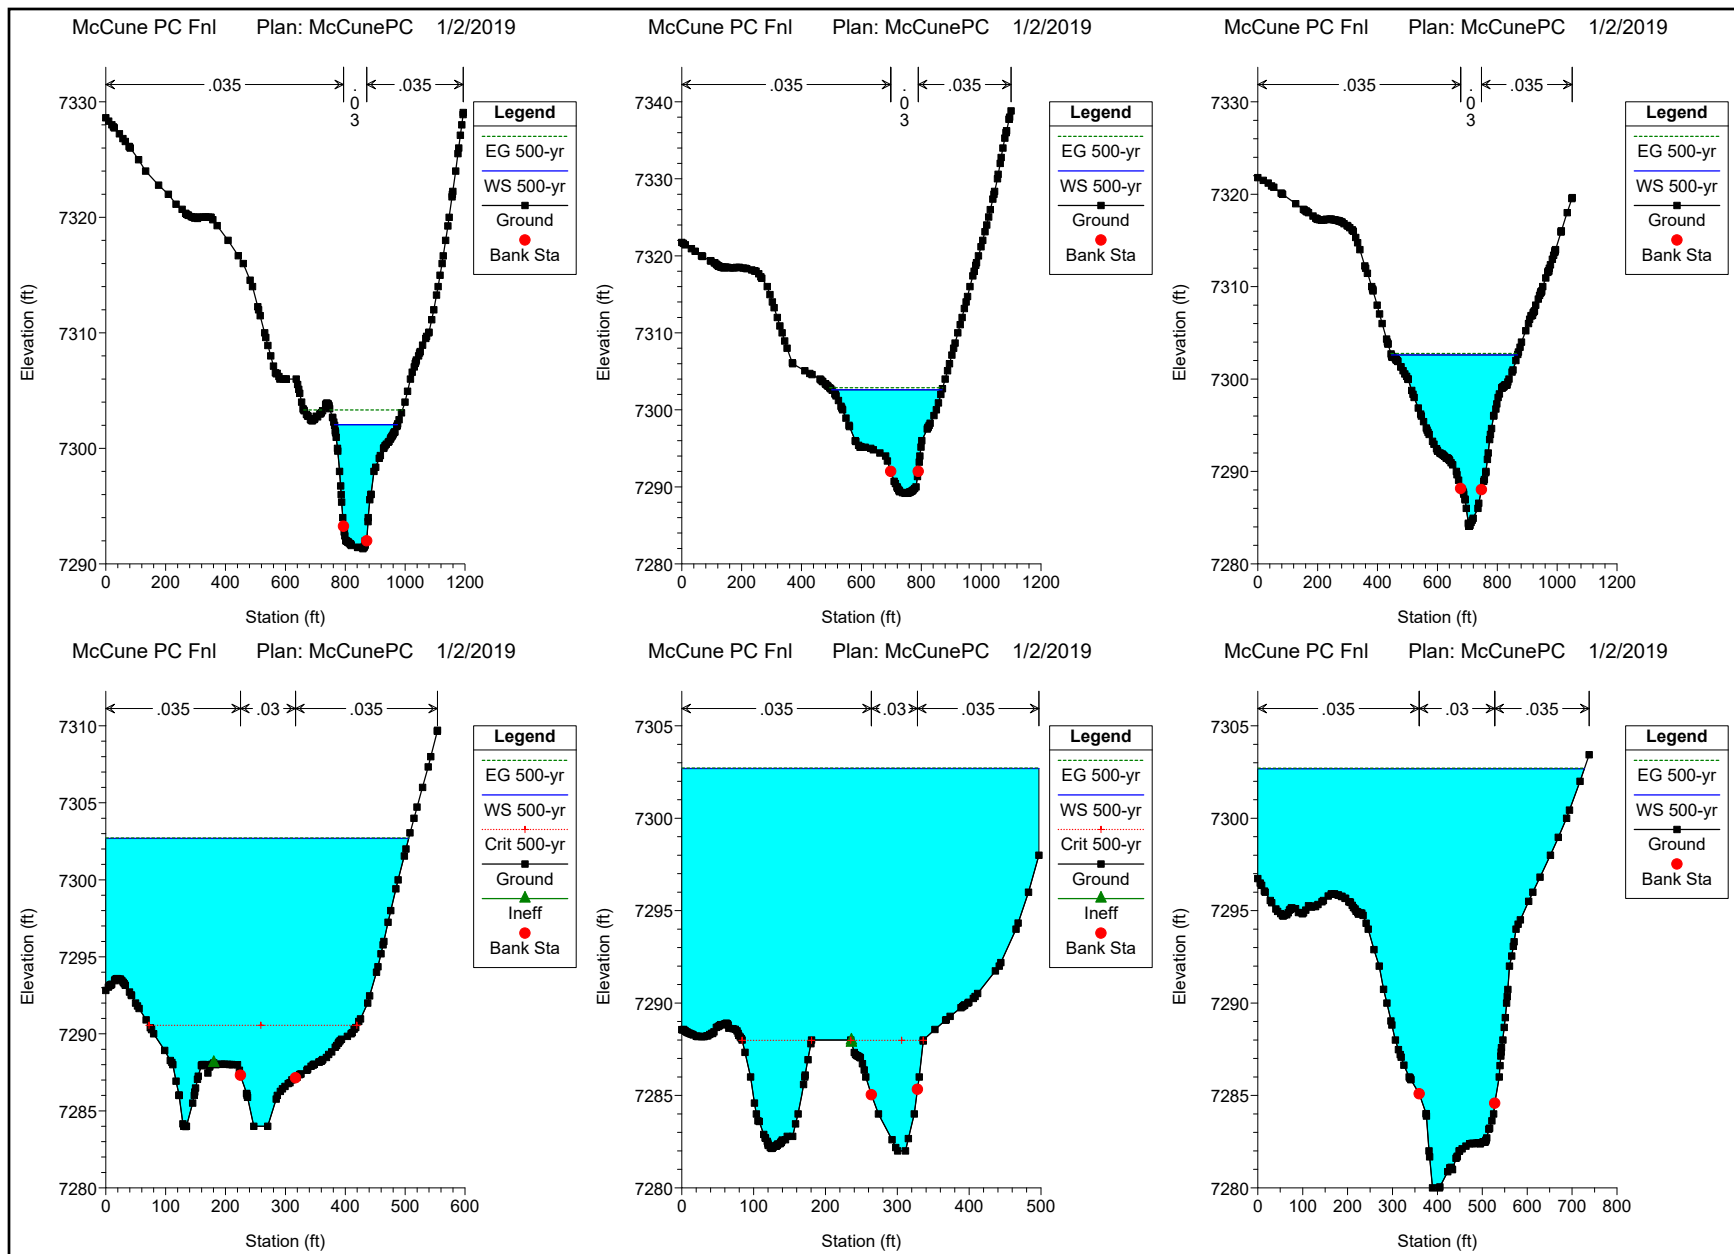 McCune PC Fnl Plan: McCunePC 1/2/2019
.035
.03
.035
7330
7320
7310
7300
7290
Elevation (ft)
0 200 400 600 800 1000 1200
Station (ft)
Legend
EG 500-yr
WS 500-yr
Ground
Bank Sta
McCune PC Fnl Plan: McCunePC 1/2/2019
.035
.03
.035
7340
7330
7320
7310
7300
7290
7280
Elevation (ft)
0 200 400 600 800 1000 1200
Station (ft)
Legend
EG 500-yr
WS 500-yr
Ground
Bank Sta
McCune PC Fnl Plan: McCunePC 1/2/2019
.035
.03
.035
7330
7320
7310
7300
7290
7280
Elevation (ft)
0 200 400 600 800 1000 1200
Station (ft)
Legend
EG 500-yr
WS 500-yr
Ground
Bank Sta
McCune PC Fnl Plan: McCunePC 1/2/2019
.035 .03 .035
7310
7305
7300
7295
7290
7285
7280
Elevation (ft)
0 100 200 300 400 500 600
Station (ft)
Legend
EG 500-yr
WS 500-yr
Crit 500-yr
Ground
Ineff
Bank Sta
McCune PC Fnl Plan: McCunePC 1/2/2019
.035 .03 .035
7305
7300
7295
7290
7285
7280
Elevation (ft)
0 100 200 300 400 500
Station (ft)
Legend
EG 500-yr
WS 500-yr
Crit 500-yr
Ground
Ineff
Bank Sta
McCune PC Fnl Plan: McCunePC 1/2/2019
.035 .03 .035
7305
7300
7295
7290
7285
7280
Elevation (ft)
0 100 200 300 400 500 600 700 800
Station (ft)
Legend
EG 500-yr
WS 500-yr
Ground
Bank Sta